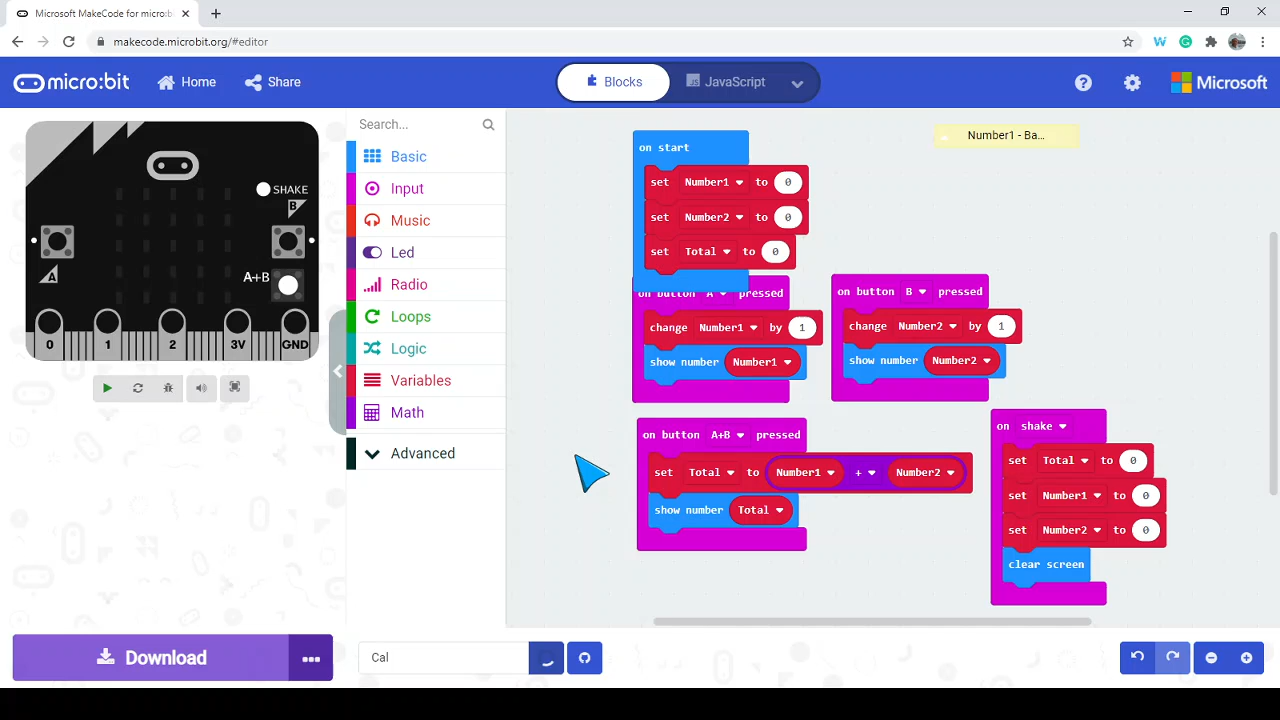 Microsoft MakeCode for micro:b
makecode.microbit.org/#editor
micro:bit
Home
Share
Blocks
JS
JavaScript
Microsoft
Search...
Basic
Input
Music
Led
Radio
Loops
Logic
Variables
Math
Advanced
SHAKE
B
A
A+B
0
1
2
3V
GND
Number1 - Ba...
on start
set Number1 to 0
set Number2 to 0
set Total to 0
on button A pressed
change Number1 by 1
show number Number1
on button B pressed
change Number2 by 1
show number Number2
on button A+B pressed
set Total to Number1 + Number2
show number Total
on shake
set Total to 0
set Number1 to 0
set Number2 to 0
clear screen
Download
Cal